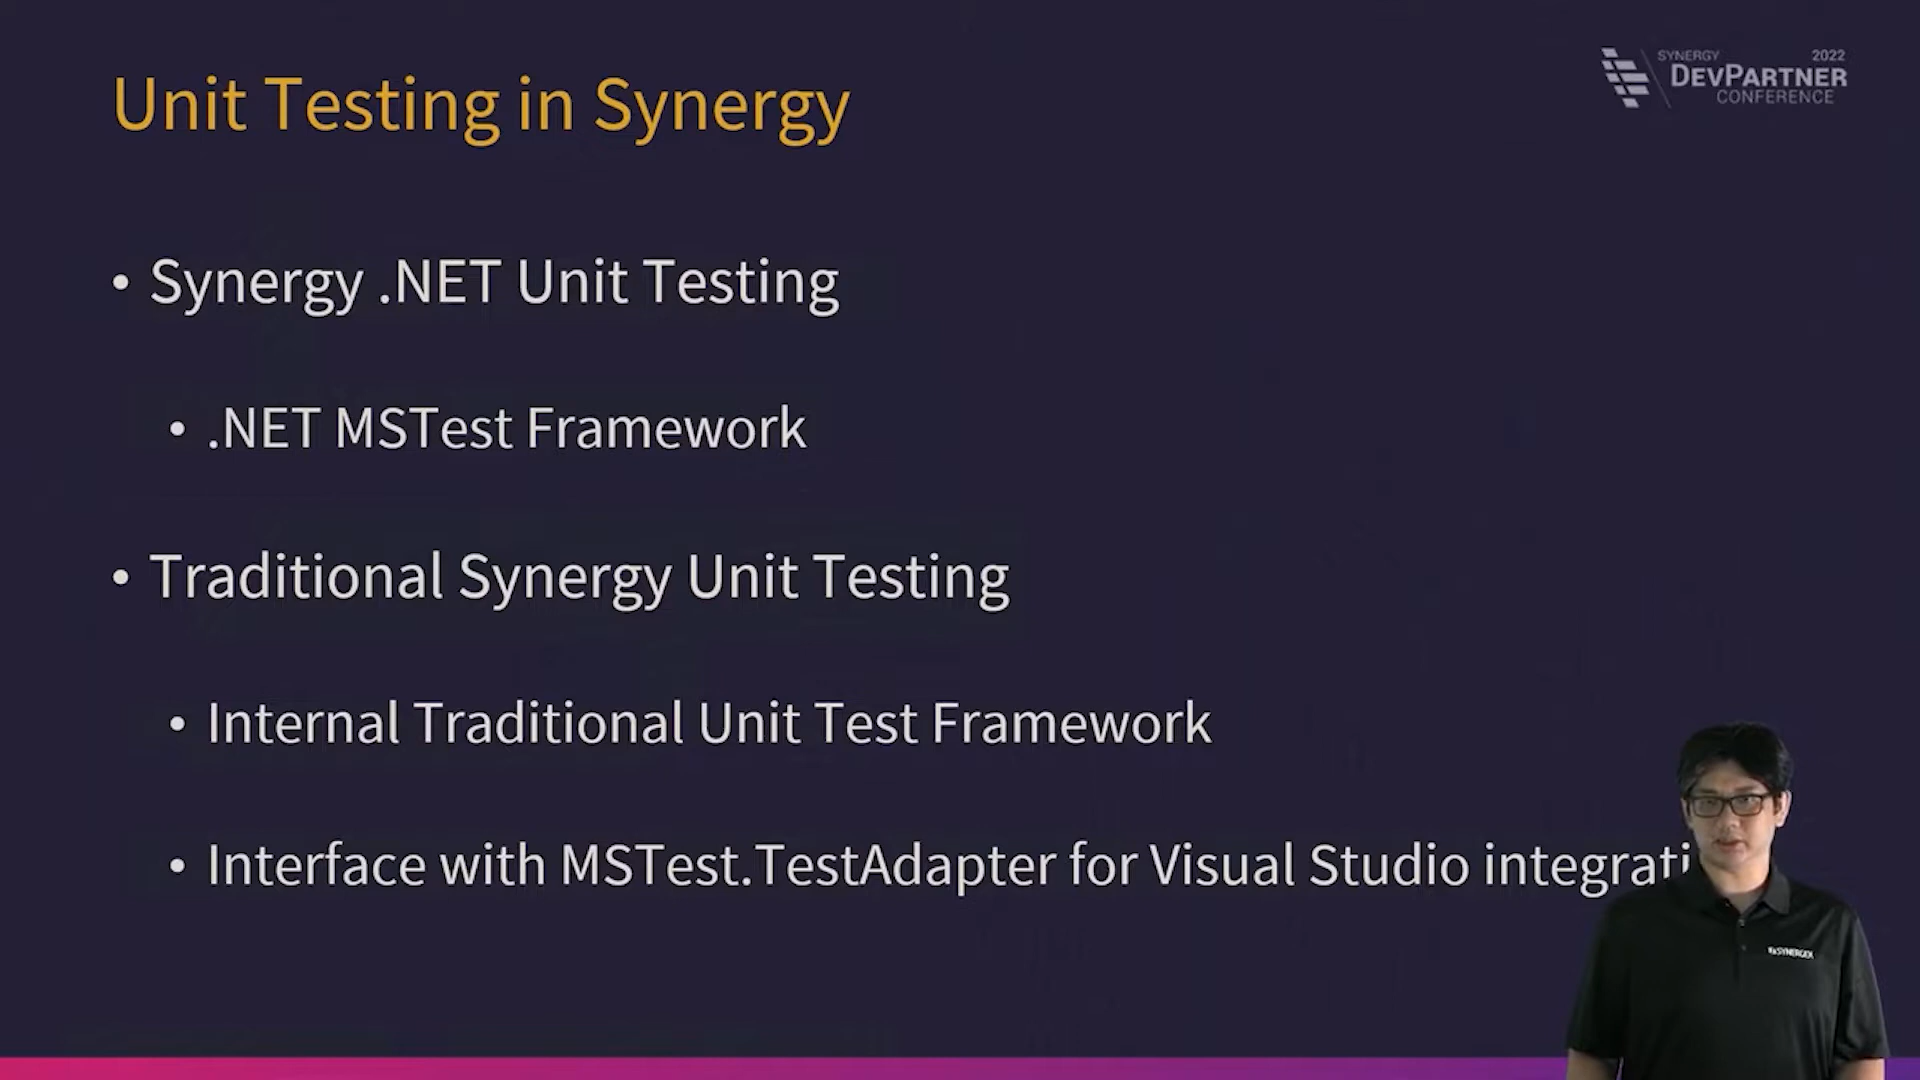 Unit Testing in Synergy
SYNERGY 2022
DEVPARTNER
CONFERENCE
• Synergy .NET Unit Testing
• .NET MSTest Framework
• Traditional Synergy Unit Testing
• Internal Traditional Unit Test Framework
• Interface with MSTest.TestAdapter for Visual Studio integrati
SYNERGEX